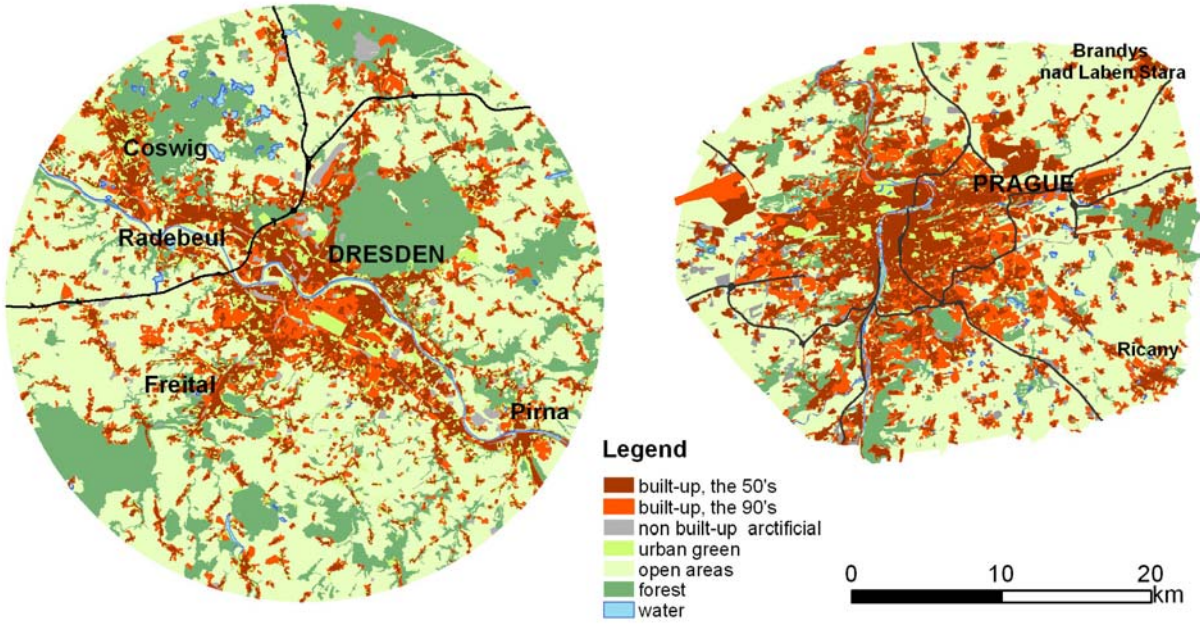 Coswig
Radebeul
DRESDEN
Freital
Pirna
Brandys
nad Laben Stara
PRAGUE
Ricany
Legend
built-up, the 50's
built-up, the 90's
non built-up arctificial
urban green
open areas
forest
water
0 10 20
km